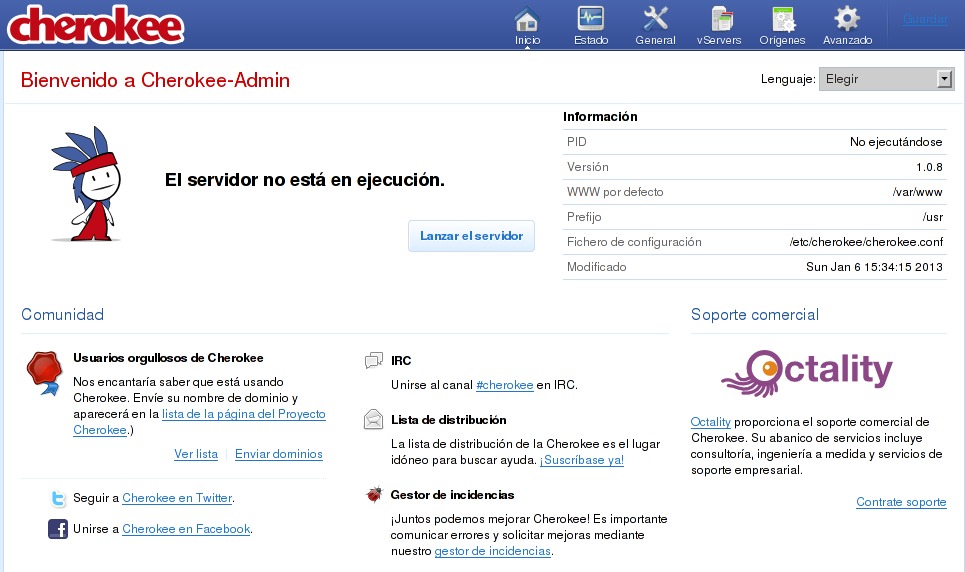 cherokee
Inicio
Estado
General
vServers
Orígenes
Avanzado
Guardar
Bienvenido a Cherokee-Admin
Lenguaje:
Elegir
El servidor no está en ejecución.
Lanzar el servidor
Información
PID No ejecutándose
Versión 1.0.8
WWW por defecto /var/www
Prefijo /usr
Fichero de configuración /etc/cherokee/cherokee.conf
Modificado Sun Jan 6 15:34:15 2013
Comunidad
Usuarios orgullosos de Cherokee
Nos encantaría saber que está usando
Cherokee. Envíe su nombre de dominio y
aparecerá en la lista de la página del Proyecto
Cherokee.)
Ver lista
Enviar dominios
Seguir a Cherokee en Twitter.
Unirse a Cherokee en Facebook.
IRC
Unirse al canal #cherokee en IRC.
Lista de distribución
La lista de distribución de la Cherokee es el lugar
idóneo para buscar ayuda. ¡Suscríbase ya!
Gestor de incidencias
¡Juntos podemos mejorar Cherokee! Es importante
comunicar errores y solicitar mejoras mediante
nuestro gestor de incidencias.
Soporte comercial
Octality
Octality proporciona el soporte comercial de
Cherokee. Su abanico de servicios incluye
consultoría, ingeniería a medida y servicios de
soporte empresarial.
Contrate soporte